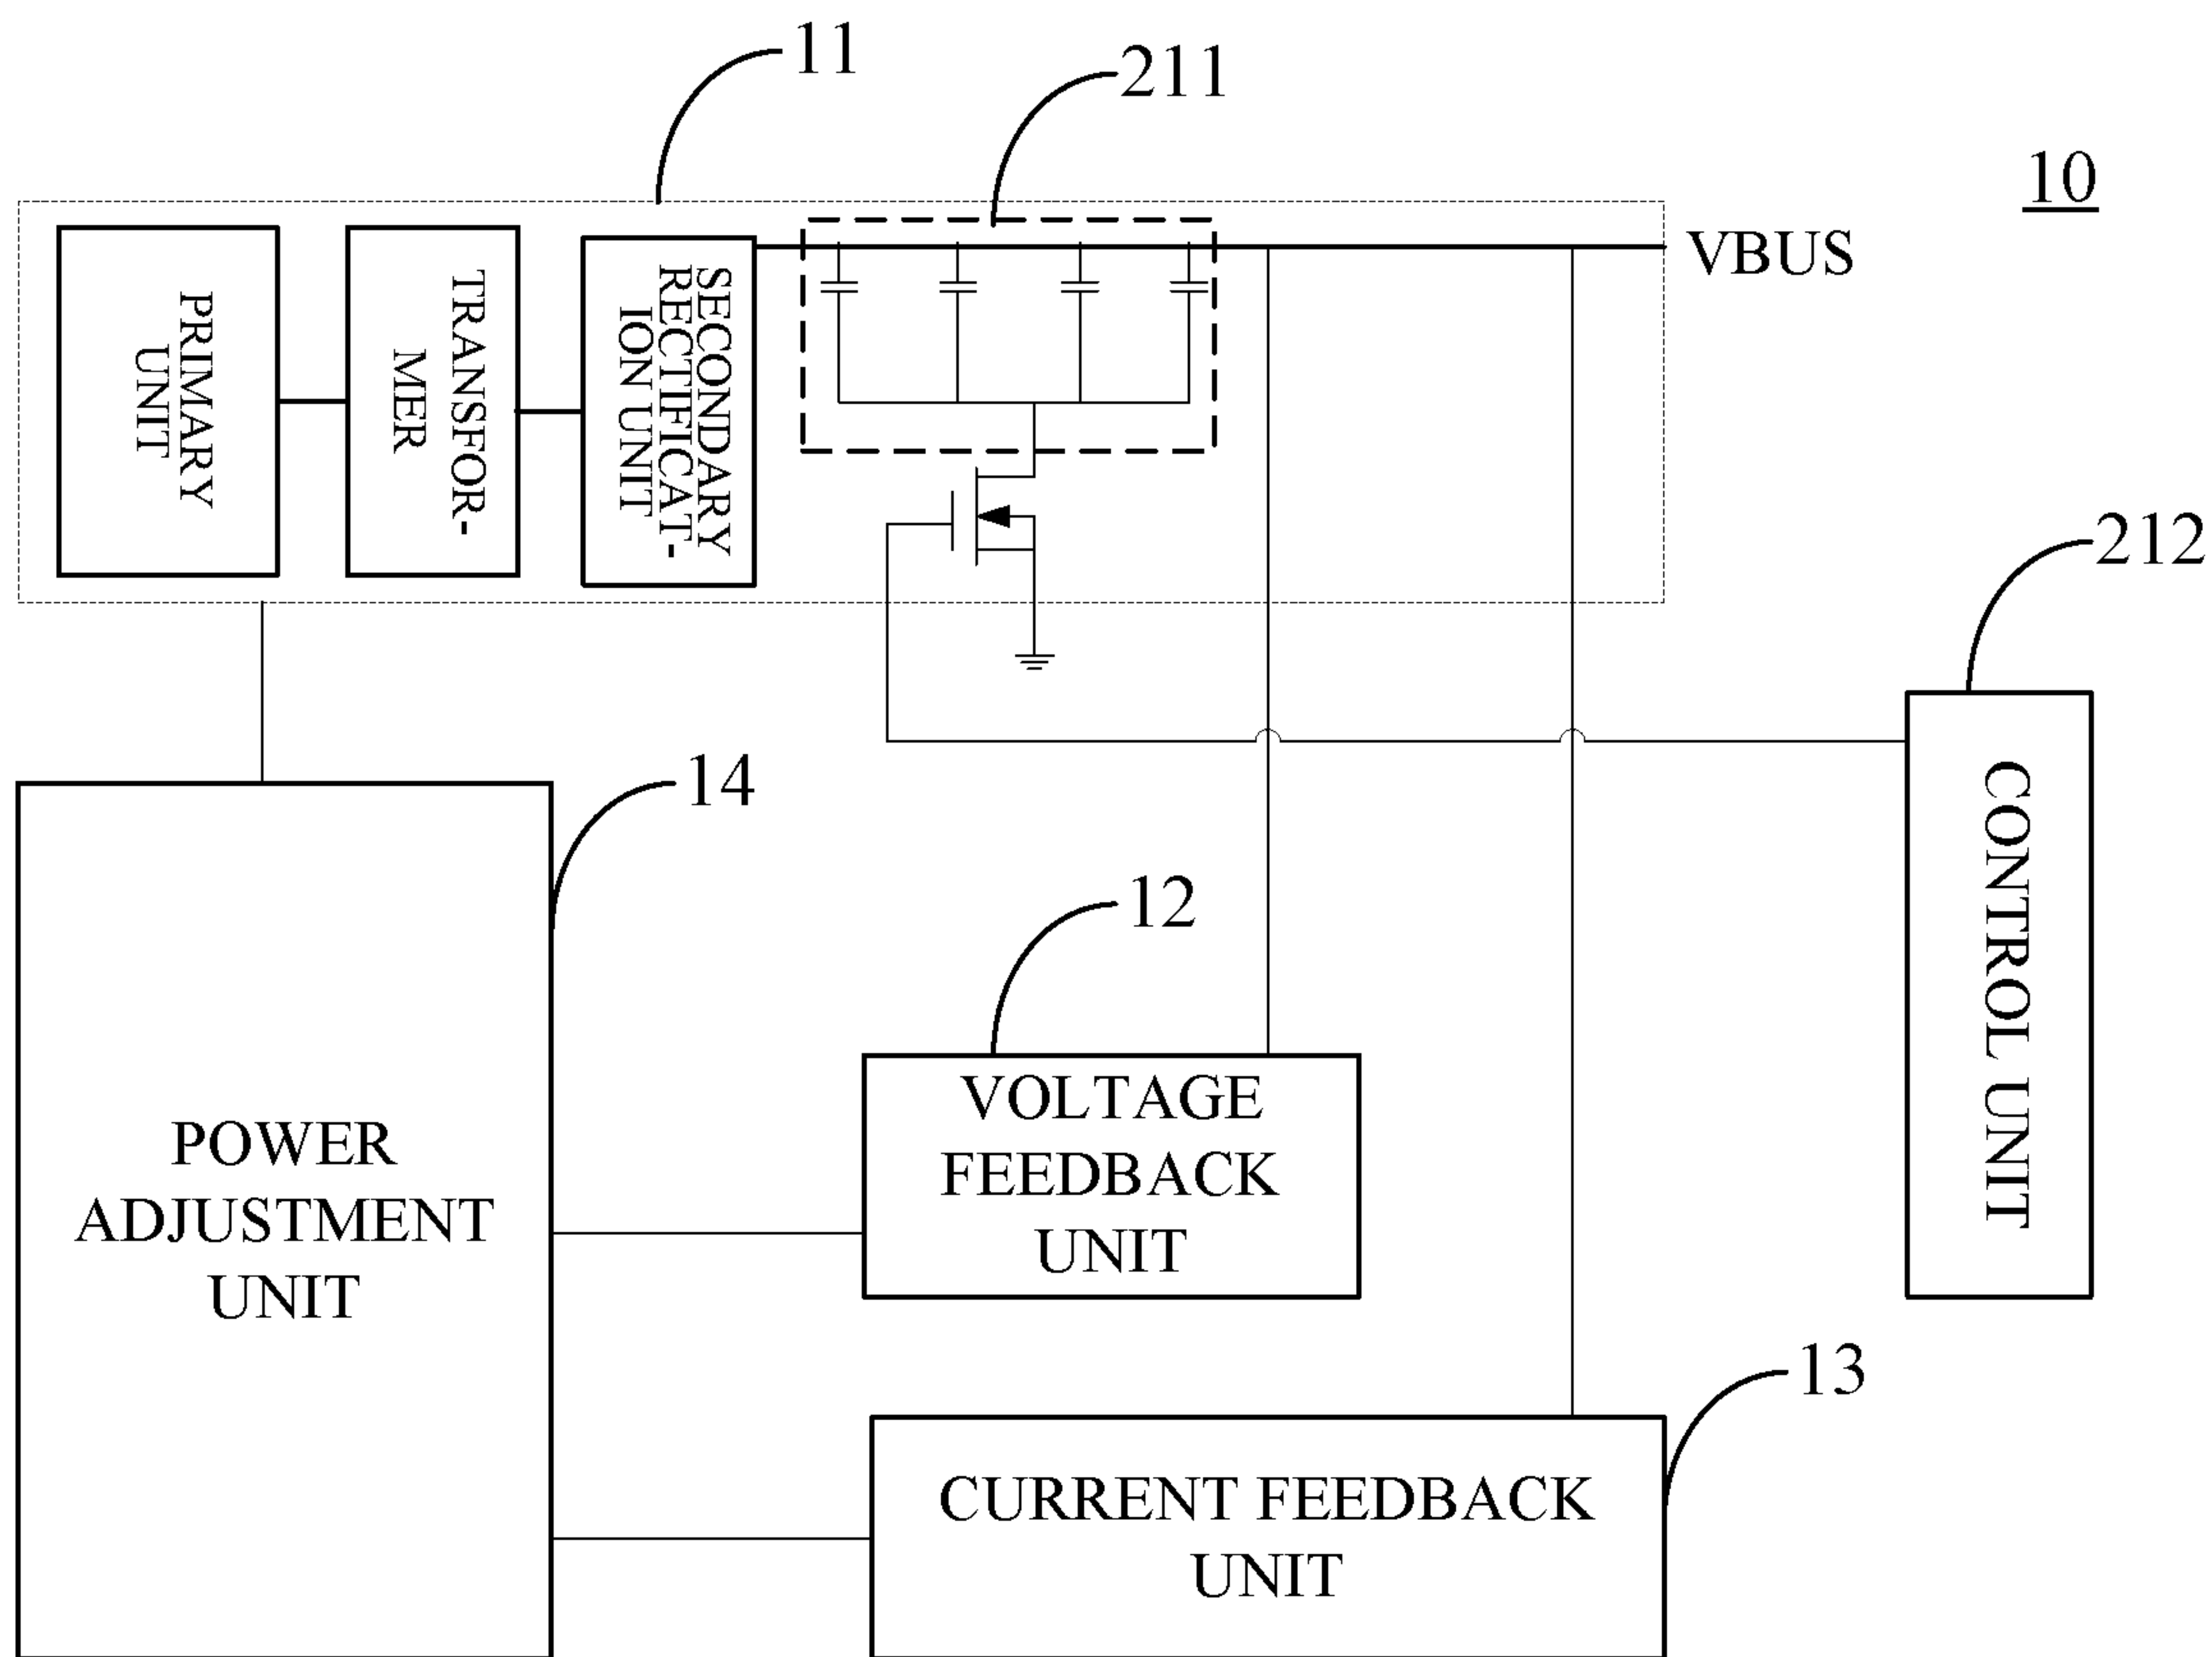 11
211
10
VBUS
PRIMARY
UNIT
TRANSFOR-
MER
SECONDARY
RECTIFICAT-
ION UNIT
212
CONTROL UNIT
14
12
VOLTAGE
FEEDBACK
UNIT
POWER
ADJUSTMENT
UNIT
13
CURRENT FEEDBACK
UNIT